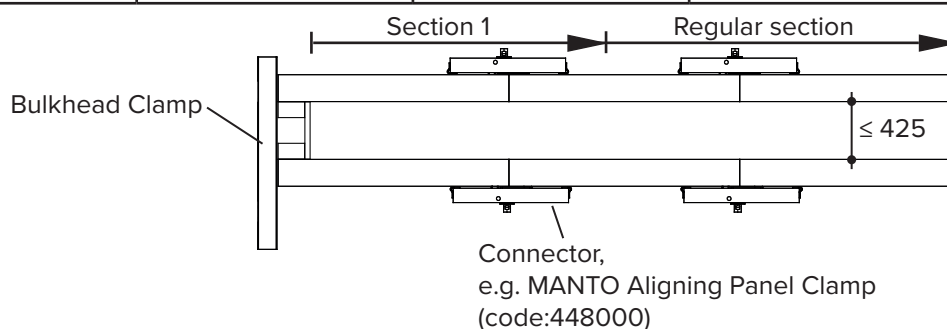 Section 1
Regular section
Bulkhead Clamp
≤ 425
Connector,
e.g. MANTO Aligning Panel Clamp
(code:448000)